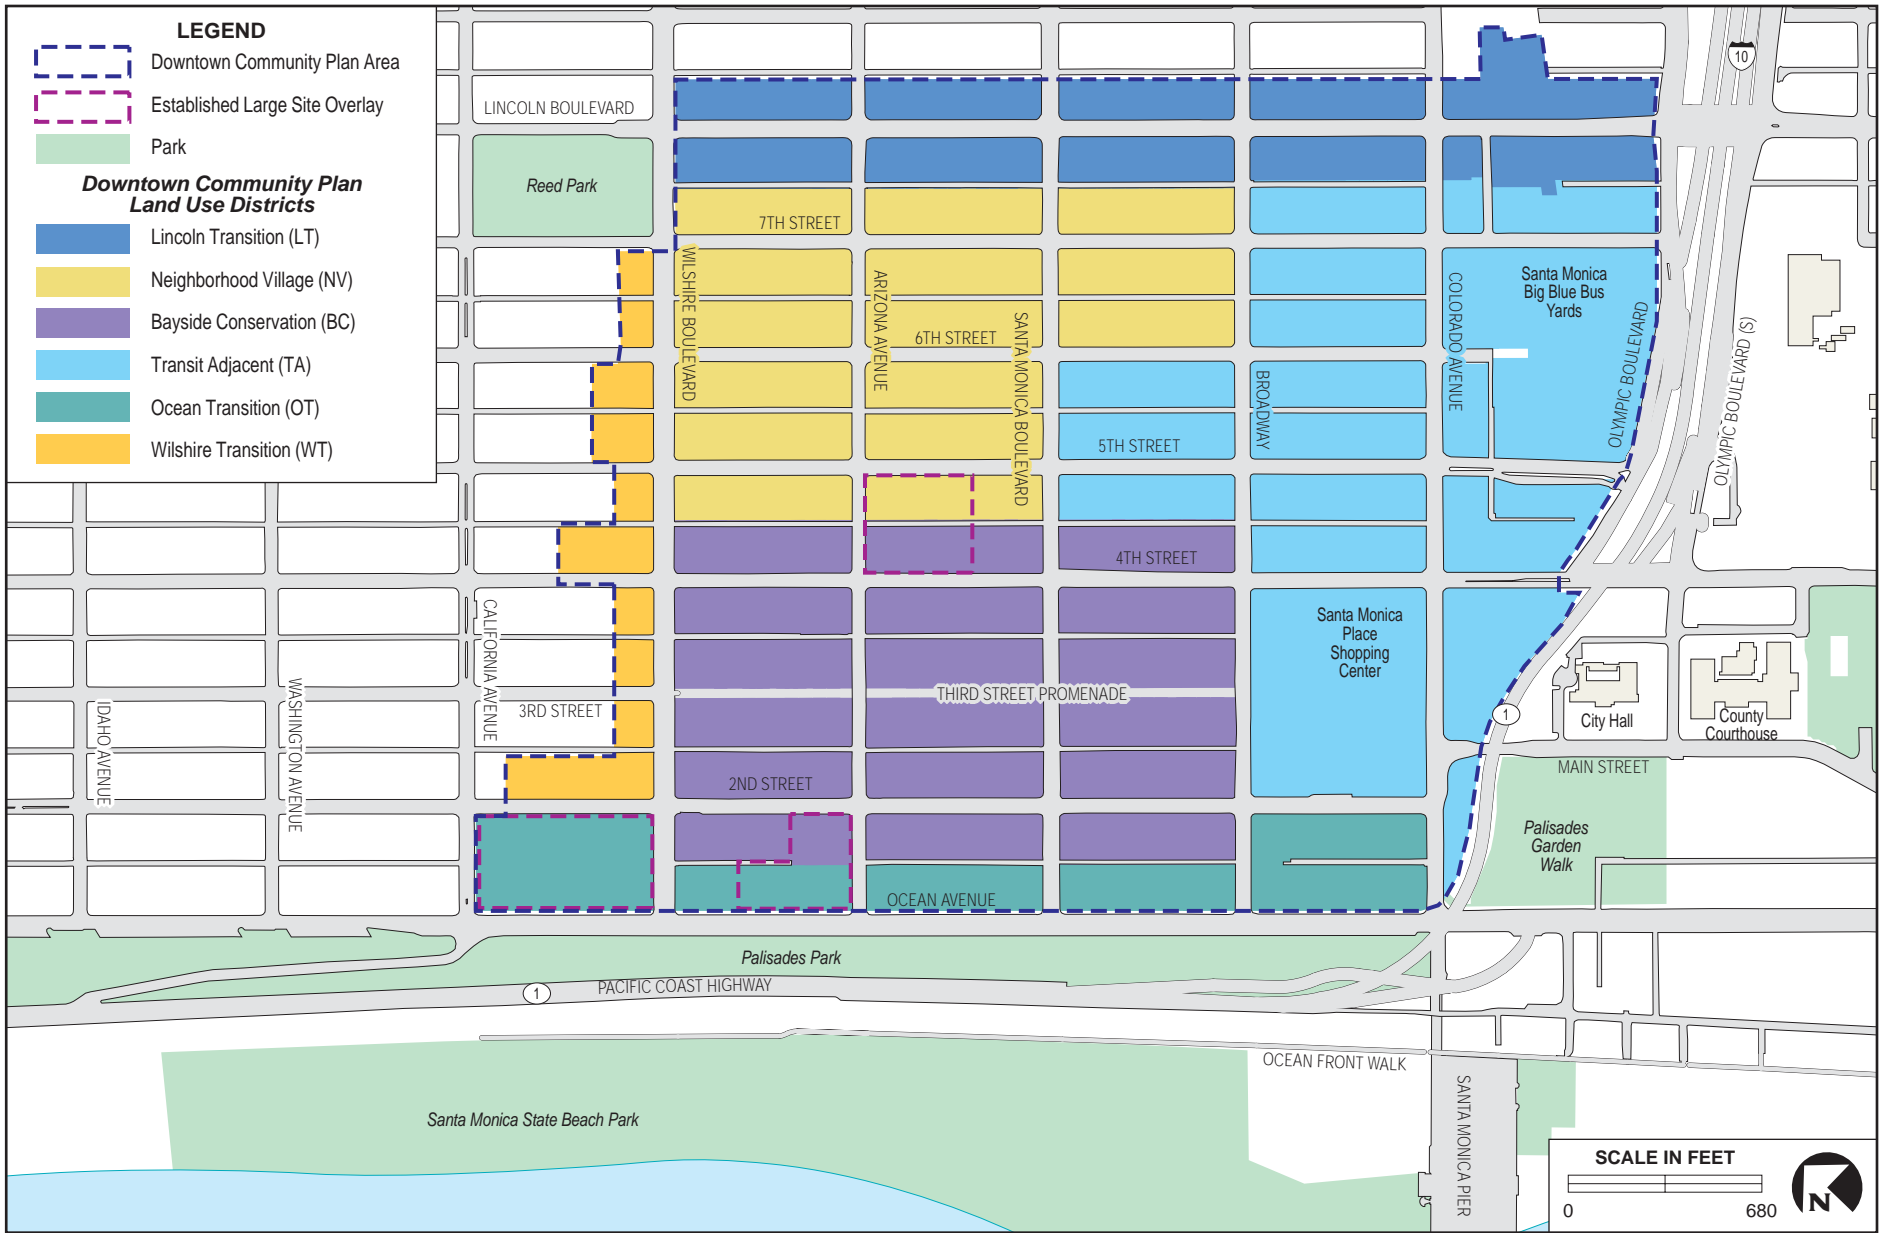 LEGEND
Downtown Community Plan Area
Established Large Site Overlay
Park
Downtown Community Plan
Land Use Districts
Lincoln Transition (LT)
Neighborhood Village (NV)
Bayside Conservation (BC)
Transit Adjacent (TA)
Ocean Transition (OT)
Wilshire Transition (WT)
LINCOLN BOULEVARD
10
Reed Park
7TH STREET
WILSHIRE BOULEVARD
ARIZONA AVENUE
6TH STREET
SANTA MONICA BOULEVARD
COLORADO AVENUE
Santa Monica
Big Blue Bus
Yards
OLYMPIC BOULEVARD
OLYMPIC BOULEVARD (S)
BROADWAY
5TH STREET
4TH STREET
CALIFORNIA AVENUE
Santa Monica
Place
Shopping
Center
WASHINGTON AVENUE
IDAHO AVENUE
3RD STREET
THIRD STREET PROMENADE
1
City Hall
County
Courthouse
MAIN STREET
2ND STREET
Palisades
Garden
Walk
OCEAN AVENUE
Palisades Park
1
PACIFIC COAST HIGHWAY
OCEAN FRONT WALK
SANTA MONICA PIER
Santa Monica State Beach Park
SCALE IN FEET
0
680
N